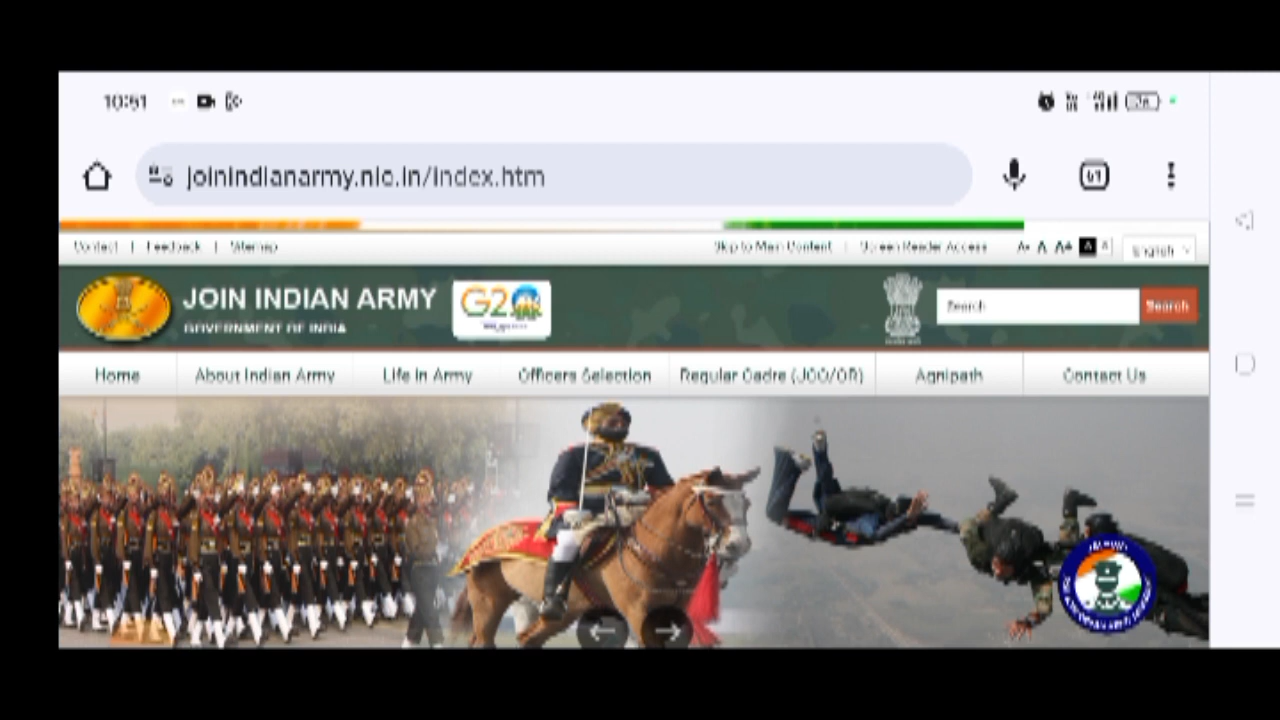 10:51
joinindianarmy.nic.in/index.htm
Contact | Feedback | Sitemap
Skip to Main Content | Screen Reader Access A- A A+ A A English
JOIN INDIAN ARMY
GOVERNMENT OF INDIA
G20
Search Search
Home About Indian Army Life In Army Officers Selection Regular Cadre (JCO/OR) Agnipath Contact Us